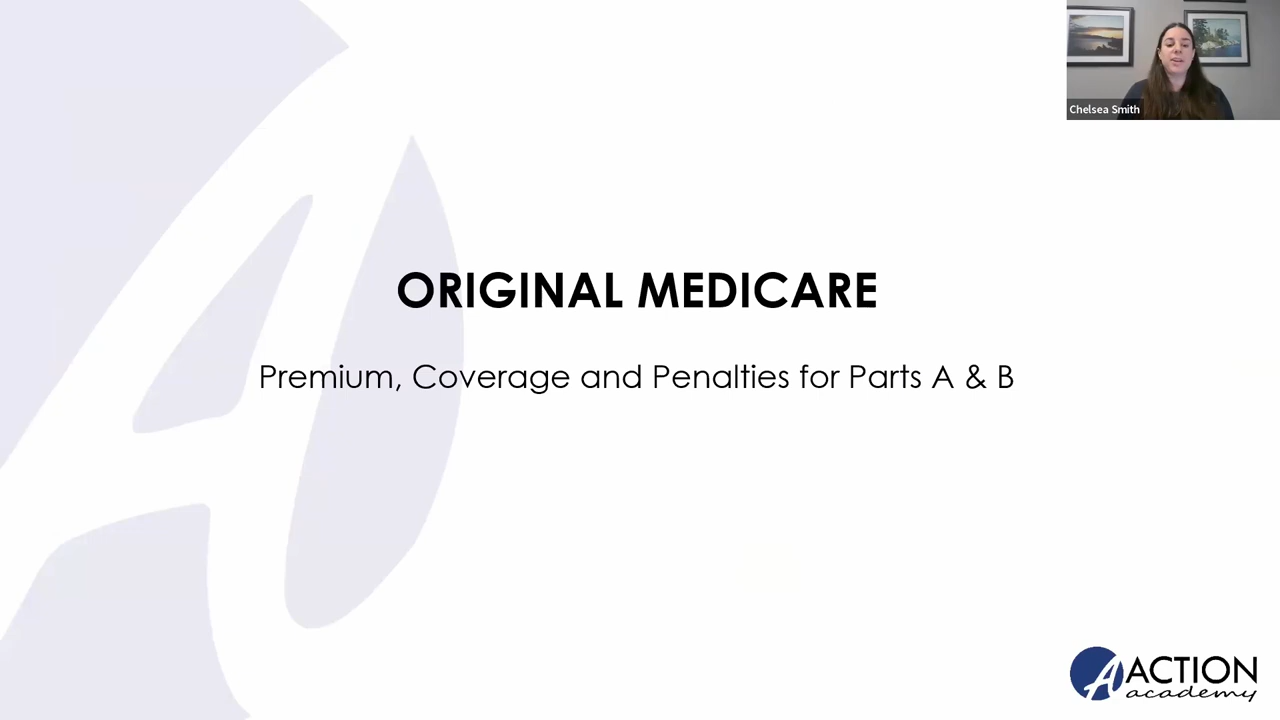 Chelsea Smith
ORIGINAL MEDICARE
Premium, Coverage and Penalties for Parts A & B
A ACTION
academy